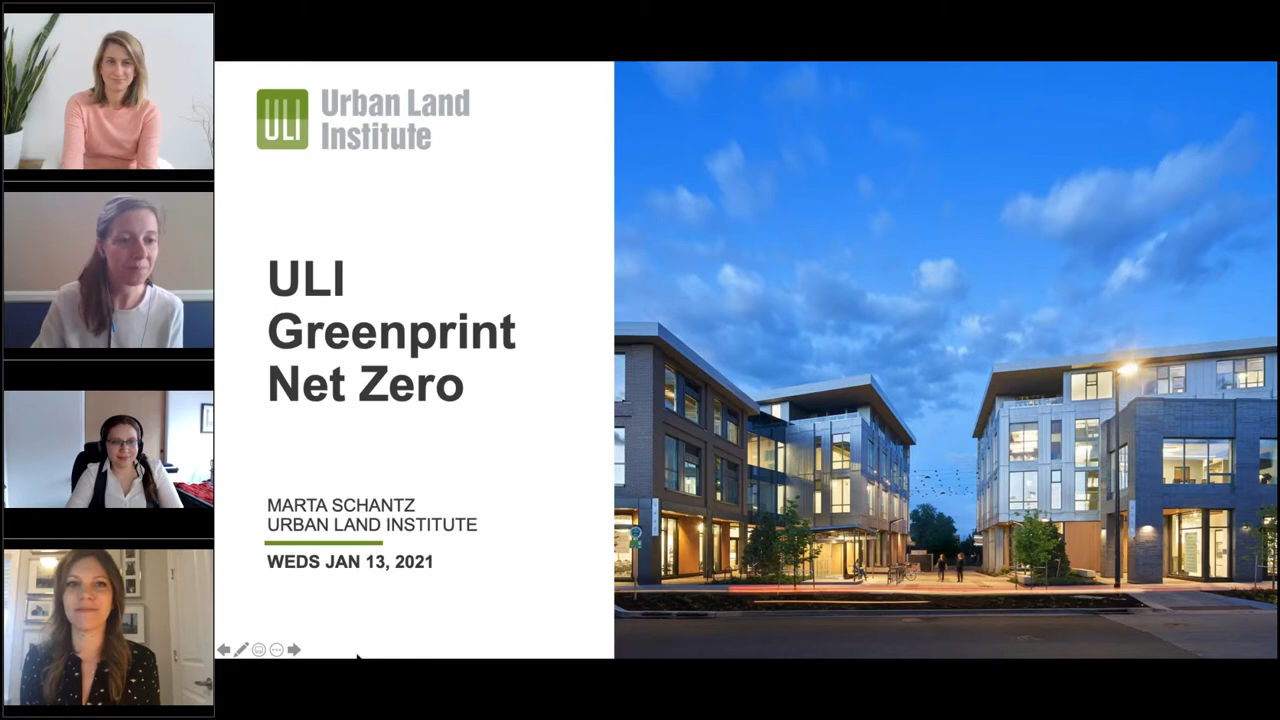 ULI
Urban Land
Institute
ULI
Greenprint
Net Zero
MARTA SCHANTZ
URBAN LAND INSTITUTE
WEDS JAN 13, 2021